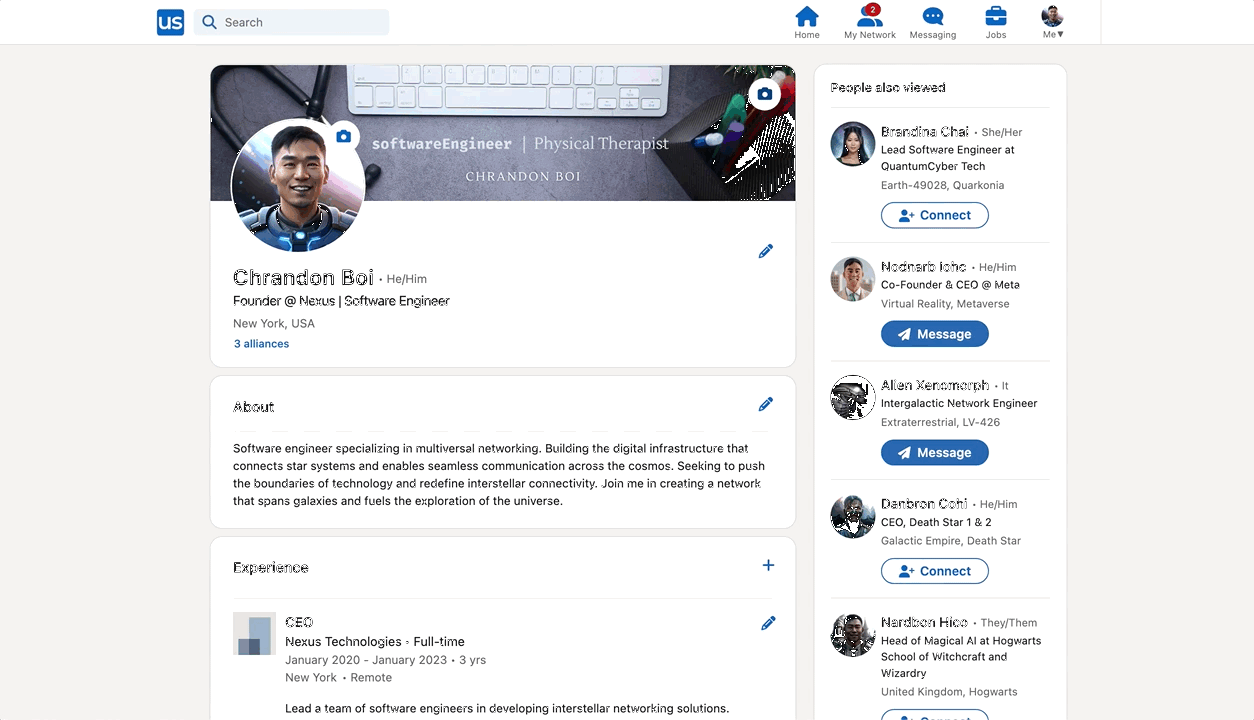 us
Search
2
Home
My Network
Messaging
Jobs
Me▼
softwareEngineer | Physical Therapist
CHRANDON BOI
Chrandon Boi • He/Him
Founder @ Nexus | Software Engineer
New York, USA
3 alliances
About
Software engineer specializing in multiversal networking. Building the digital infrastructure that
connects star systems and enables seamless communication across the cosmos. Seeking to push
the boundaries of technology and redefine interstellar connectivity. Join me in creating a network
that spans galaxies and fuels the exploration of the universe.
Experience
CEO
Nexus Technologies • Full-time
January 2020 - January 2023 • 3 yrs
New York • Remote
Lead a team of software engineers in developing interstellar networking solutions.
People also viewed
Brandina Chai • She/Her
Lead Software Engineer at
QuantumCyber Tech
Earth-49028, Quarkonia
Connect
Nodnarb Iohc • He/Him
Co-Founder & CEO @ Meta
Virtual Reality, Metaverse
Message
Alien Xenomorph • It
Intergalactic Network Engineer
Extraterrestrial, LV-426
Message
Danbron Cohi • He/Him
CEO, Death Star 1 & 2
Galactic Empire, Death Star
Connect
Nardbon Hico • They/Them
Head of Magical AI at Hogwarts
School of Witchcraft and
Wizardry
United Kingdom, Hogwarts
Connect